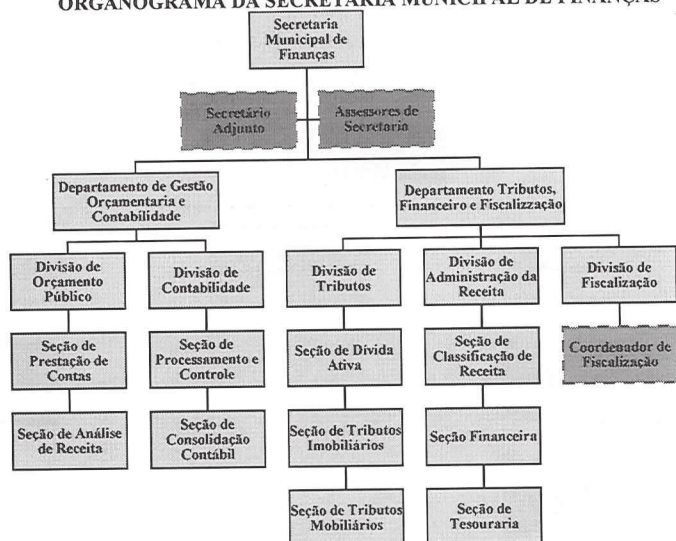 ORGANOGRAMA DA SECRETARIA MUNICIPAL DE FINANÇAS
Secretaria
Municipal de
Finanças
Secretário
Adjunto
Assessores de
Secretaria
Departamento de Gestão
Orçamentaria e
Contabilidade
Departamento Tributos,
Financeiro e Fiscalizzação
Divisão de
Orçamento
Público
Divisão de
Contabilidade
Divisão de
Tributos
Divisão de
Administração da
Receita
Divisão de
Fiscalização
Seção de
Prestação de
Contas
Seção de
Processamento e
Controle
Seção de Dívida
Ativa
Seção de
Classificação de
Receita
Coordenador de
Fiscalização
Seção de Análise
de Receita
Seção de
Consolidação
Contábil
Seção de Tributos
Imobiliários
Seção Financeira
Seção de Tributos
Mobiliários
Seção de
Tesouraria